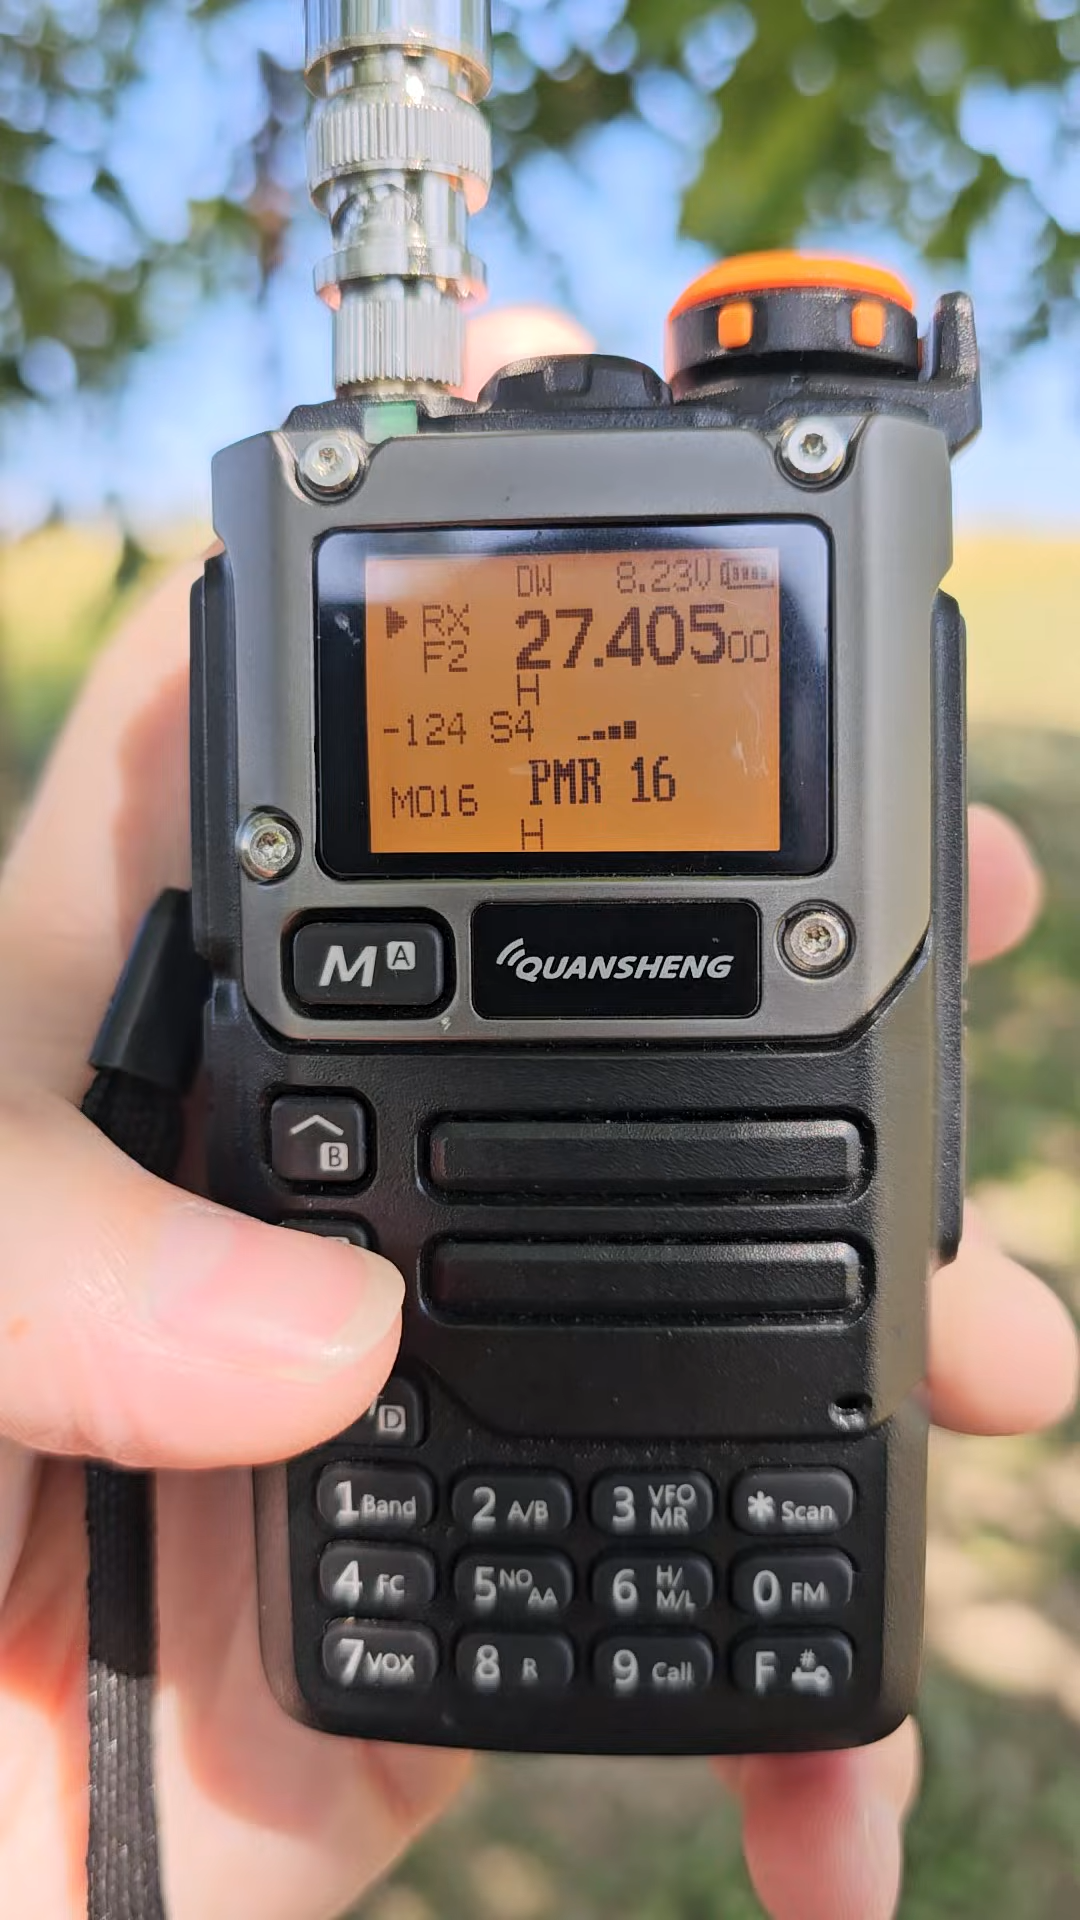 DW 8.23V
RX 27.40500
F2
H
-124 S4
PMR 16
M016
H
M A
QUANSHENG
B
D
1 Band 2 A/B 3 VFO MR * Scan
4 FC 5 NO AA 6 H/ M/L 0 FM
7 VOX 8 R 9 Call F #